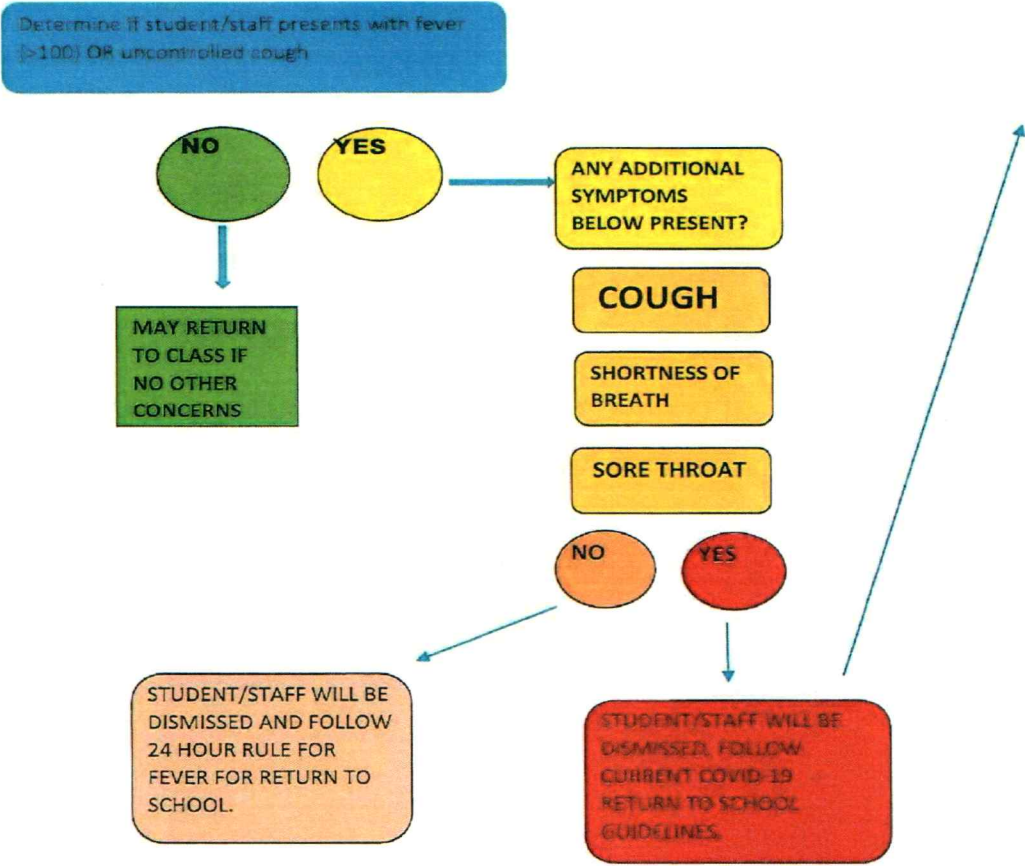 Determine if student/staff presents with fever
(>100) OR uncontrolled cough
NO
YES
ANY ADDITIONAL
SYMPTOMS
BELOW PRESENT?
COUGH
MAY RETURN
TO CLASS IF
NO OTHER
CONCERNS
SHORTNESS OF
BREATH
SORE THROAT
NO
YES
STUDENT/STAFF WILL BE
DISMISSED AND FOLLOW
24 HOUR RULE FOR
FEVER FOR RETURN TO
SCHOOL.
STUDENT/STAFF WILL BE
DISMISSED, FOLLOW
CURRENT COVID-19
RETURN TO SCHOOL
GUIDELINES.